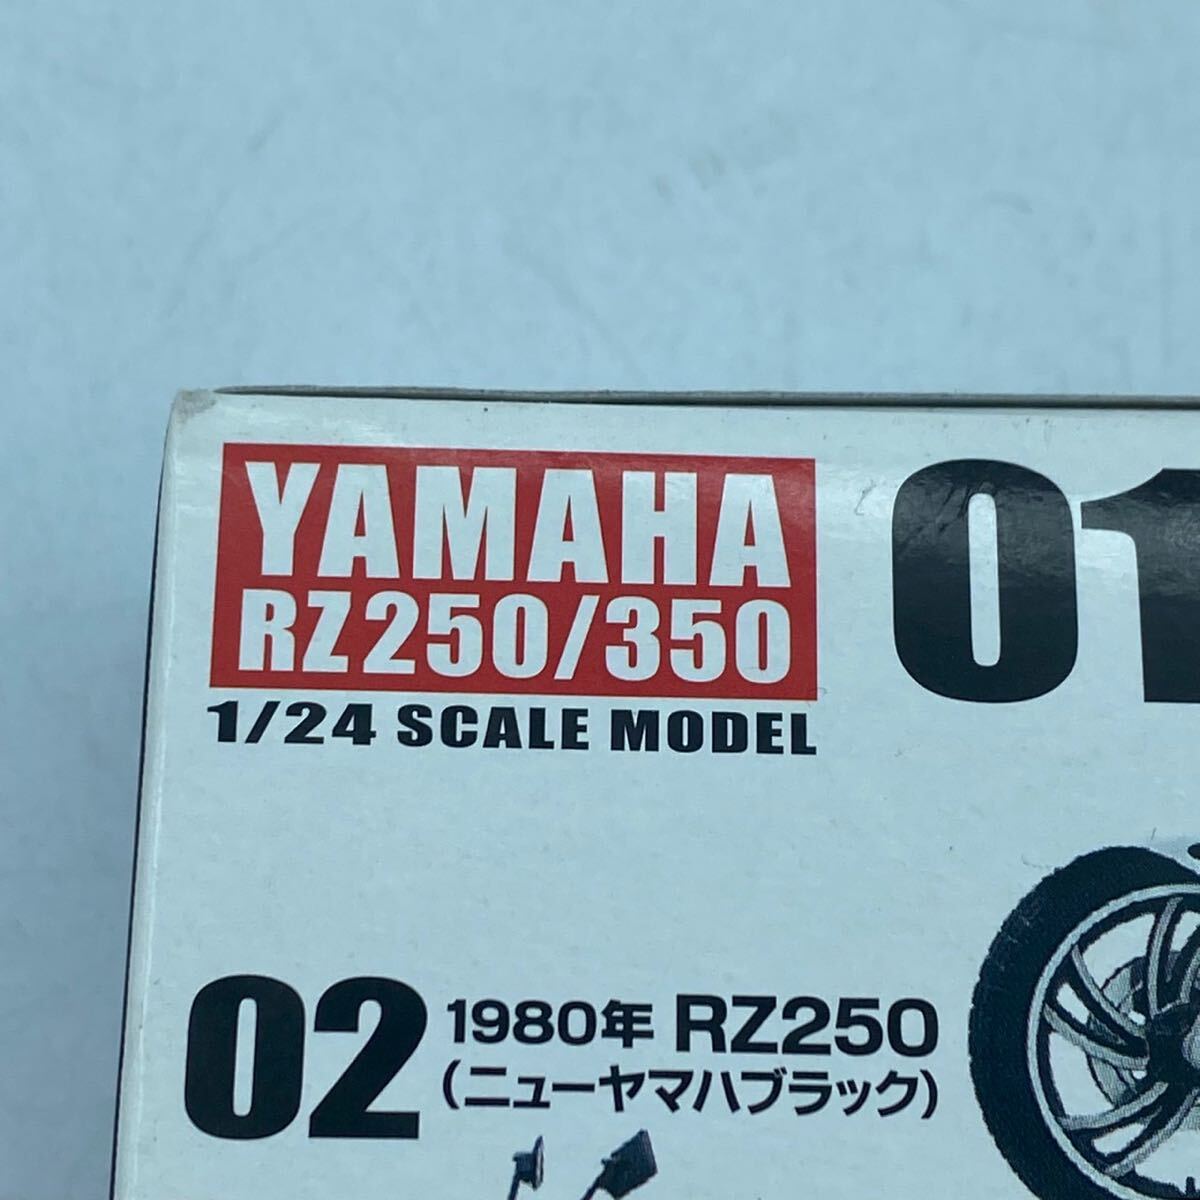 YAMAHA
RZ250/350
1/24 SCALE MODEL
01
02 1980年 RZ250
(ニューヤマハブラック)